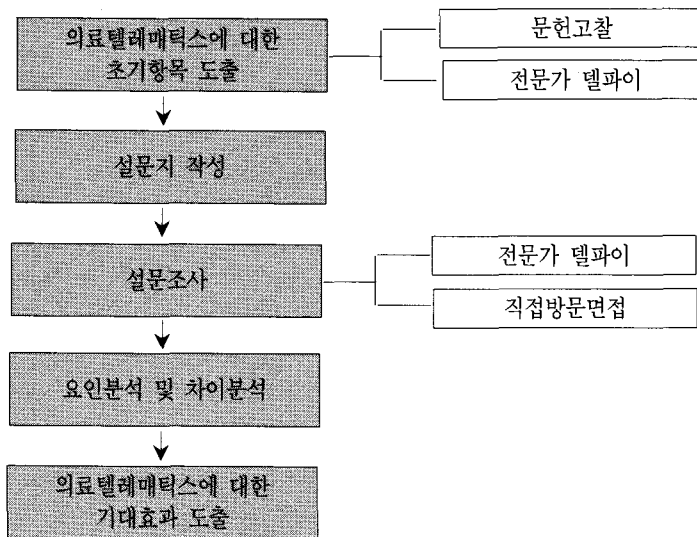 의료텔레매틱스에 대한
초기항목 도출
문헌고찰
전문가 델파이
설문지 작성
설문조사
전문가 델파이
직접방문면접
요인분석 및 차이분석
의료텔레매틱스에 대한
기대효과 도출